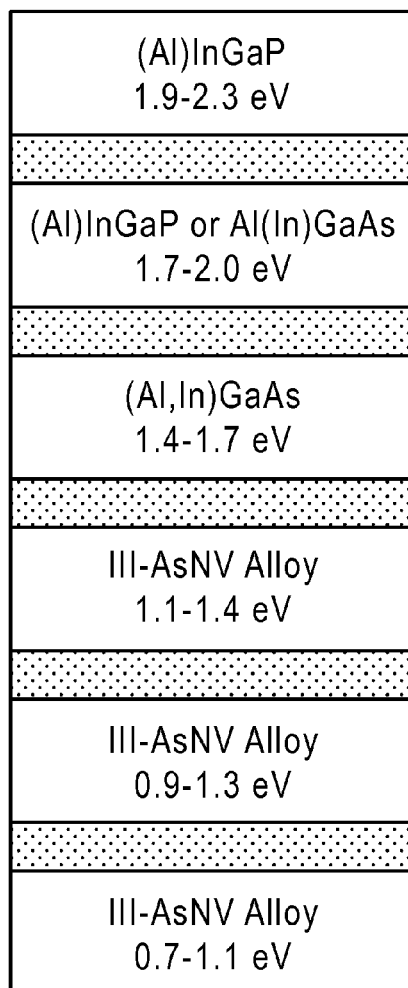 (Al)InGaP
1.9-2.3 eV
(Al)InGaP or Al(In)GaAs
1.7-2.0 eV
(Al,In)GaAs
1.4-1.7 eV
III-AsNV Alloy
1.1-1.4 eV
III-AsNV Alloy
0.9-1.3 eV
III-AsNV Alloy
0.7-1.1 eV